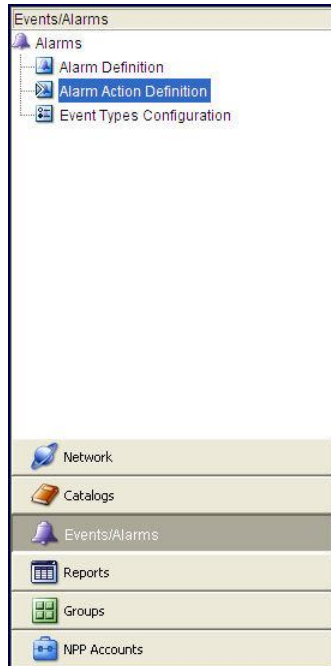 Events/Alarms
Alarms
Alarm Definition
Alarm Action Definition
Event Types Configuration
Network
Catalogs
Events/Alarms
Reports
Groups
NPP Accounts